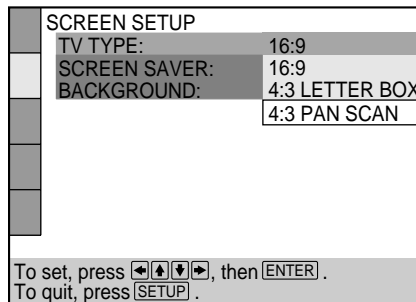 SCREEN SETUP
TV TYPE: 16:9
SCREEN SAVER: 16:9
BACKGROUND: 4:3 LETTER BOX
4:3 PAN SCAN
To set, press ←↑↓→, then ENTER.
To quit, press SETUP.